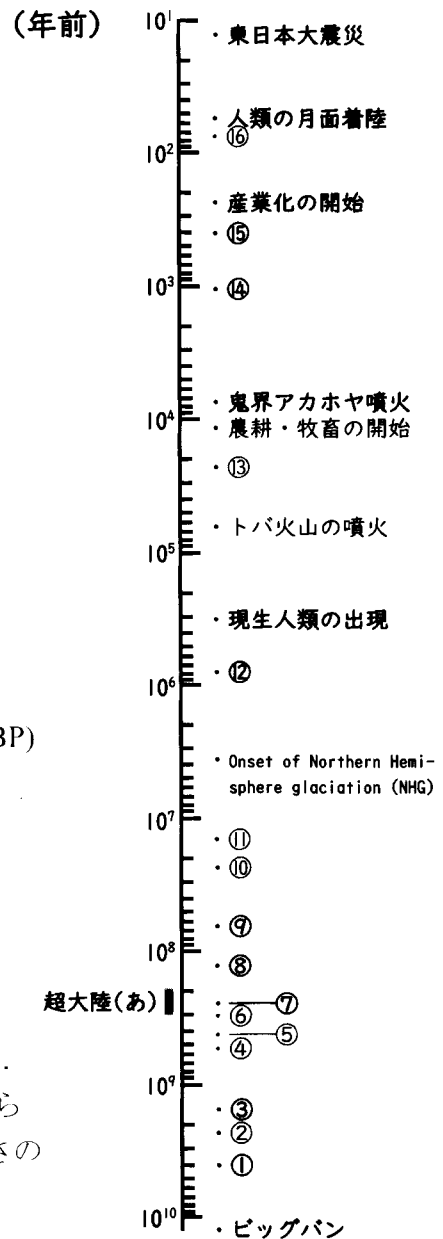 (年前)
10¹
・東日本大震災
・人類の月面着陸
・⑯
10²
・産業化の開始
・⑮
10³
・⑭
・鬼界アカホヤ噴火
10⁴
・農耕・牧畜の開始
・⑬
・トバ火山の噴火
10⁵
・現生人類の出現
・⑫
10⁶
BP)
・Onset of Northern Hemi-
sphere glaciation (NHG)
10⁷
・⑪
・⑩
・⑨
10⁸
・⑧
超大陸(あ)
・⑦
・⑥
・⑤
・④
10⁹
ら
・③
・②
さの
・①
10¹⁰
・ビッグバン